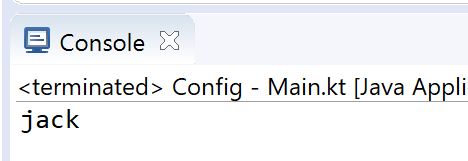 Console
<terminated> Config - Main.kt [Java Appli
jack